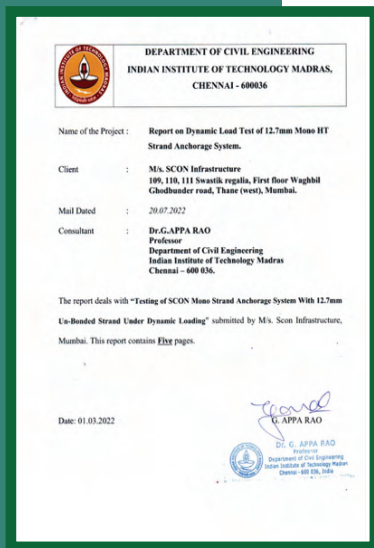 DEPARTMENT OF CIVIL ENGINEERING
INDIAN INSTITUTE OF TECHNOLOGY MADRAS,
CHENNAI - 600036
Name of the Project : Report on Dynamic Load Test of 12.7mm Mono HT
Strand Anchorage System.
Client : M/s. SCON Infrastructure
109, 110, 111 Swastik regalia, First floor Waghbil
Ghodbunder road, Thane (west), Mumbai.
Mail Dated : 20.07.2022
Consultant : Dr.G.APPA RAO
Professor
Department of Civil Engineering
Indian Institute of Technology Madras
Chennai – 600 036.
The report deals with “Testing of SCON Mono Strand Anchorage System With 12.7mm
Un-Bonded Strand Under Dynamic Loading” submitted by M/s. Scon Infrastructure,
Mumbai. This report contains Five pages.
Date: 01.03.2022
G. APPA RAO
Dr. G. APPA RAO
Professor
Department of Civil Engineering
Indian Institute of Technology Madras
Chennai - 600 036, India